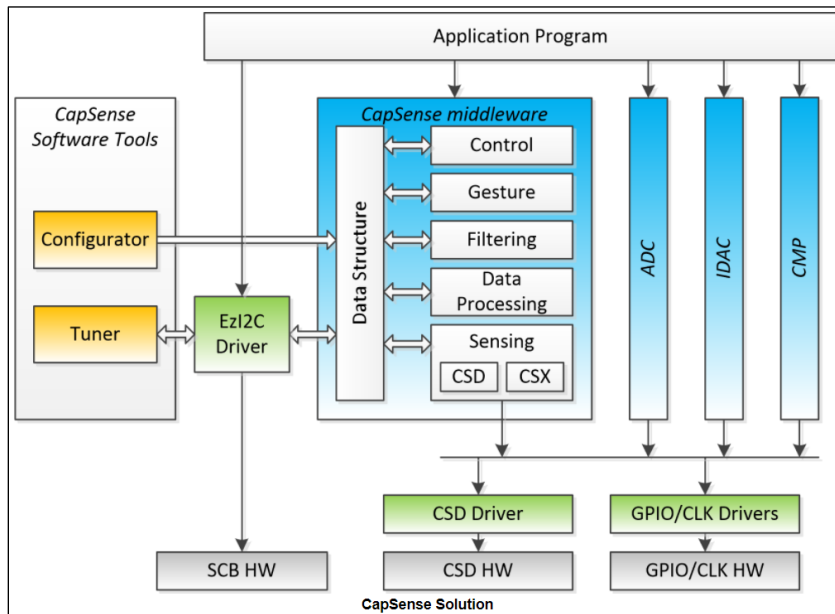 Application Program
CapSense
Software Tools
Configurator
Tuner
EzI2C
Driver
CapSense middleware
Data Structure
Control
Gesture
Filtering
Data
Processing
Sensing
CSD
CSX
ADC
IDAC
CMP
CSD Driver
GPIO/CLK Drivers
SCB HW
CSD HW
GPIO/CLK HW
CapSense Solution